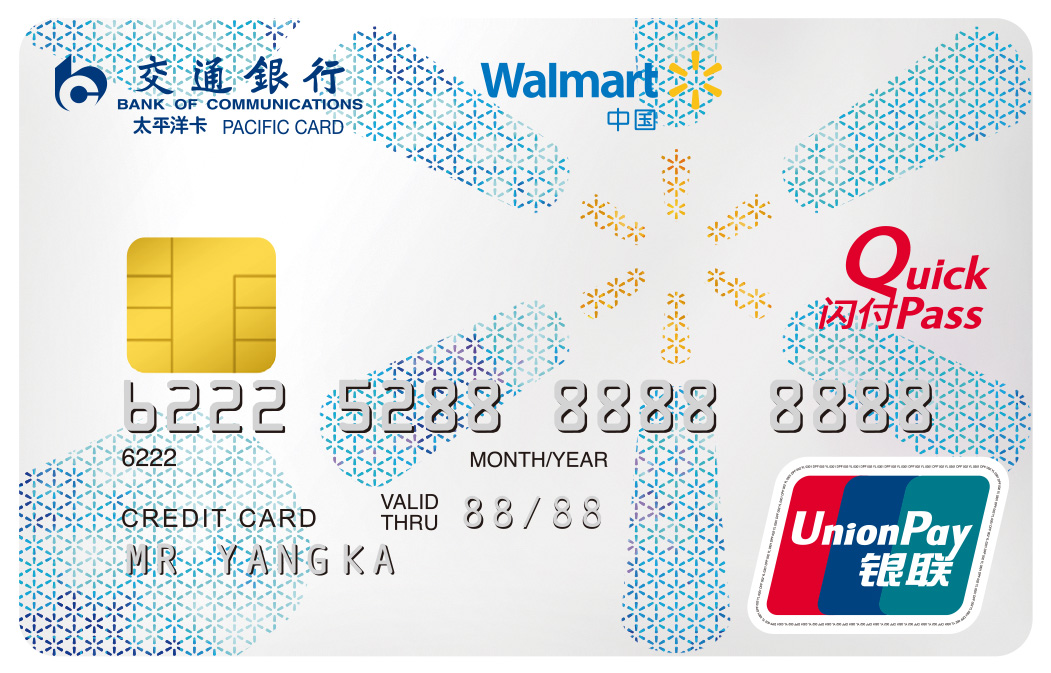 交通銀行
BANK OF COMMUNICATIONS
太平洋卡 PACIFIC CARD
Walmart
中国
Quick
闪付Pass
6222 5288 8888 8888
6222
MONTH/YEAR
CREDIT CARD
VALID THRU 88/88
MR YANGKA
UnionPay
银联